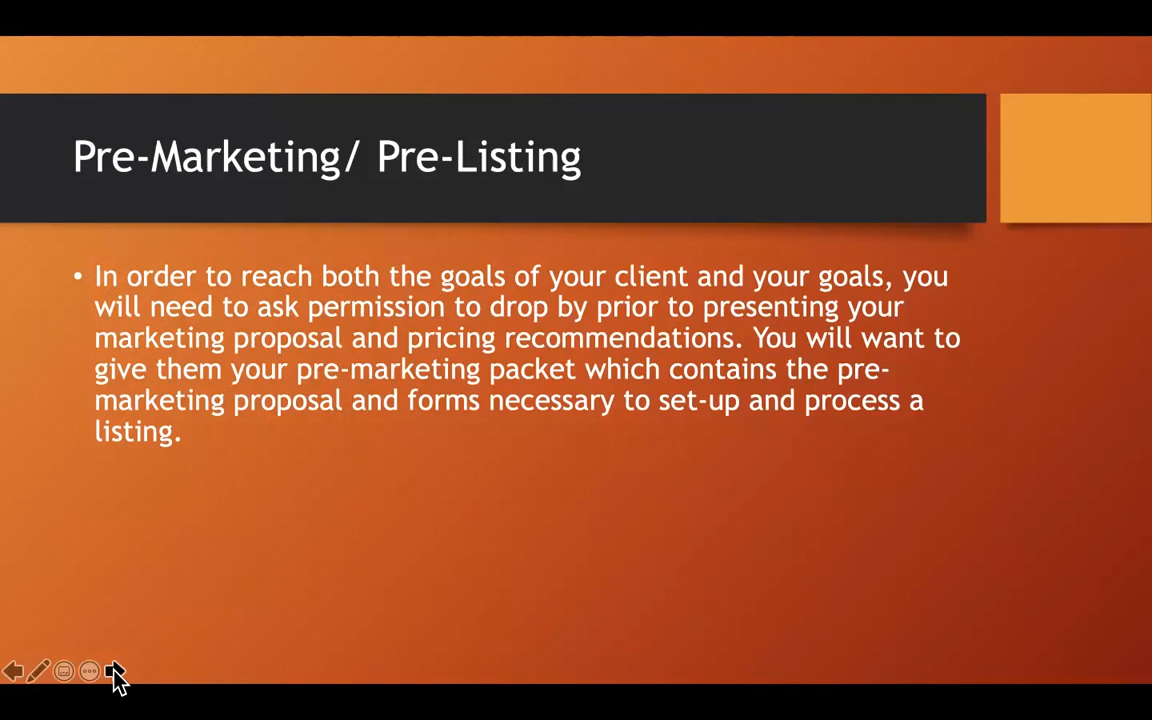 Pre-Marketing/ Pre-Listing
• In order to reach both the goals of your client and your goals, you
will need to ask permission to drop by prior to presenting your
marketing proposal and pricing recommendations. You will want to
give them your pre-marketing packet which contains the pre-
marketing proposal and forms necessary to set-up and process a
listing.